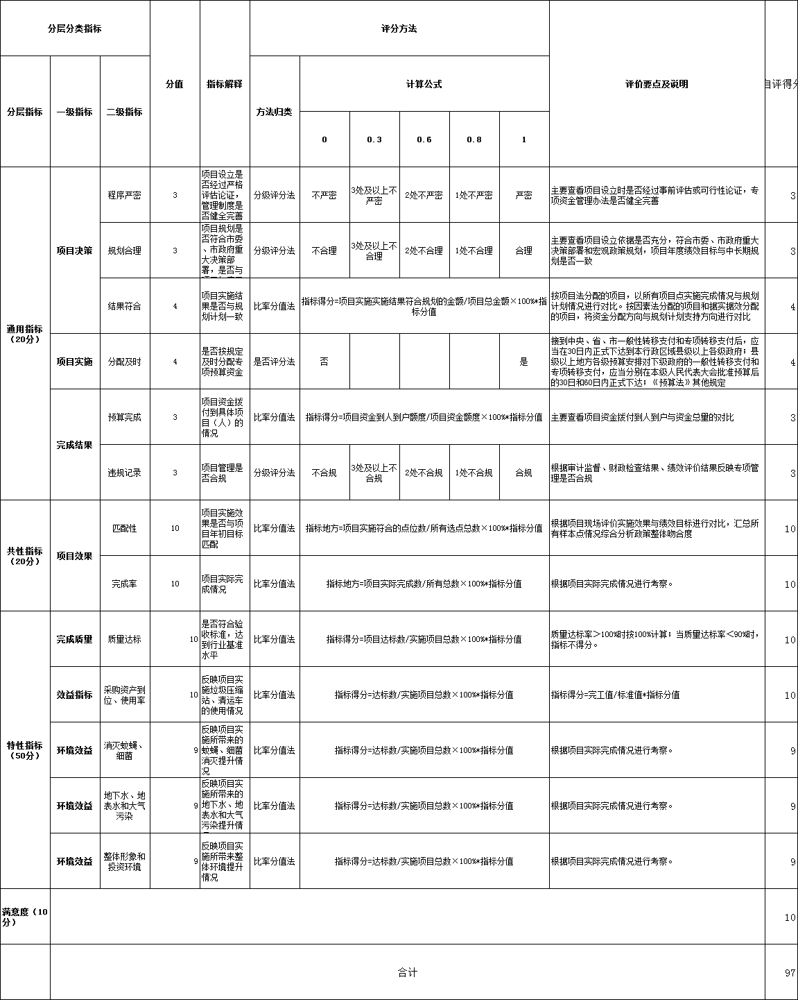 分层分类指标
分值
指标解释
评分方法
评价要点及说明
自评得分
分层指标
一级指标
二级指标
方法归类
计算公式
0
0.3
0.6
0.8
1
通用指标
（20分）
项目决策
程序严密
3
项目设立是
否经过严格
评估论证,
管理制度是
否健全完善
分级评分法
不严密
3处及以上不
严密
2处不严密
1处不严密
严密
主要查看项目设立时是否经过事前评估或可行性论证，专
项资金管理办法是否健全完善
3
规划合理
3
项目规划是
否符合市委
、市政府重
大决策部
署，是否与
分级评分法
不合理
3处及以上不
合理
2处不合理
1处不合理
合理
主要查看项目设立依据是否充分，符合市委、市政府重大
决策部署和宏观政策规划，项目年度绩效目标与中长期规
划是否一致
3
结果符合
4
项目实施结
果是否与规
划计划一致
比率分值法
指标得分=项目实施实施结果符合规划的金额/项目总金额×100%*指
标分值
按项目法分配的项目，以所有项目点实施完成情况与规划
计划情况进行对比。按因素法分配的项目和据实据效分配
的项目，将资金分配方向与规划计划支持方向进行对比
4
项目实施
分配及时
4
是否按规定
及时分配专
项预算资金
是否评分法
否
是
接到中央、省、市一般性转移支付和专项转移支付后，应
当在30日内正式下达到本行政区域县级以上各级政府；县
级以上地方各级预算安排对下级政府的一般性转移支付和
专项转移支付，应当分别在本级人民代表大会批准预算后
的30日和60日内正式下达；《预算法》其他规定
4
完成结果
预算完成
3
项目资金拨
付到具体项
目（人）的
情况
比率分值法
指标得分=项目资金到人到户额度/项目资金额度×100%*指标分值
主要查看项目资金拨付到人到户与资金总量的对比
3
违规记录
3
项目管理是
否合规
分级评分法
不合规
3处及以上不
合规
2处不合规
1处不合规
合规
根据审计监督、财政检查结果、绩效评价结果反映专项管
理是否合规
3
共性指标
（20分）
项目效果
匹配性
10
项目实施效
果是否与项
目年初目标
匹配
比率分值法
指标地方=项目实施符合的点位数/所有选点总数×100%*指标分值
根据项目现场评价实施效果与绩效目标进行对比，汇总所
有样本点情况综合分析政策整体吻合度
10
完成率
10
项目实际完
成情况
比率分值法
指标地方=项目实际完成数/所有总数×100%*指标分值
根据项目实际完成情况进行考察。
10
特性指标
（50分）
完成质量
质量达标
10
是否符合验
收标准，达
到行业基准
水平
比率分值法
指标得分=项目达标数/实施项目总数×100%*指标分值
质量达标率＞100%时按100%计算；当质量达标率＜90%时，
指标不得分。
10
效益指标
采购资产到
位、使用率
10
反映项目实
施垃圾压缩
站、清运车
的使用情况
比率分值法
指标得分=达标数/实施项目总数×100%*指标分值
指标得分=完工值/标准值*指标分值
10
环境效益
消灭蚊蝇、
细菌
9
反映项目实
施所带来的
蚊蝇、细菌
消灭提升情
况
比率分值法
指标得分=达标数/实施项目总数×100%*指标分值
根据项目实际完成情况进行考察。
9
环境效益
地下水、地
表水和大气
污染
9
反映项目实
施所带来的
地下水、地
表水和大气
污染提升情
比率分值法
指标得分=达标数/实施项目总数×100%*指标分值
根据项目实际完成情况进行考察。
9
环境效益
整体形象和
投资环境
9
反映项目实
施所带来整
体环境提升
情况
比率分值法
指标得分=达标数/实施项目总数×100%*指标分值
根据项目实际完成情况进行考察。
9
满意度（10
分）
10
合计
97